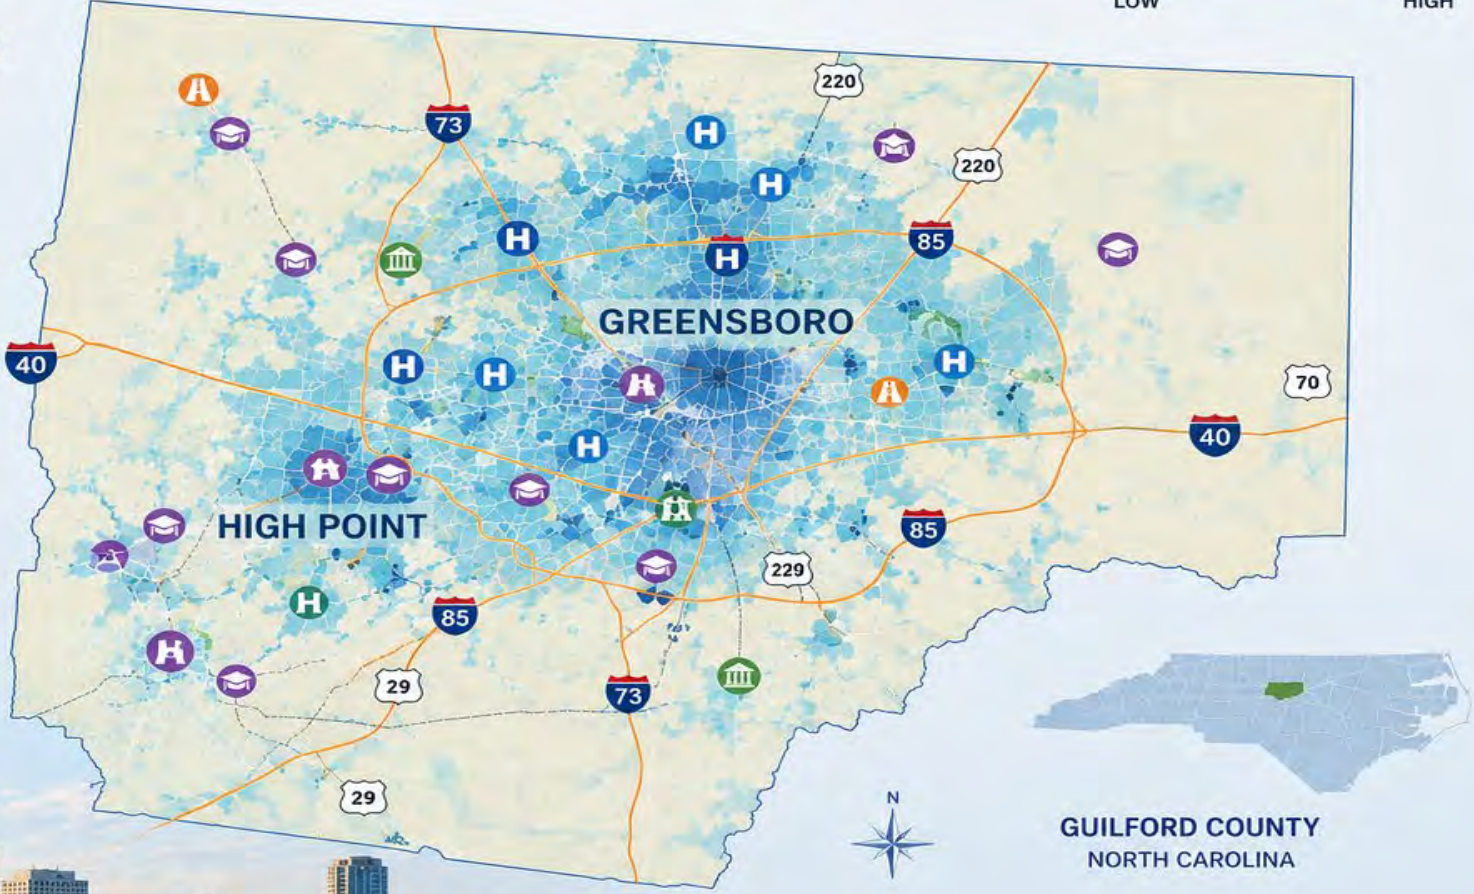 LOW HIGH
220
73
H
220
H
H
85
H
GREENSBORO
40
H
H
H
70
40
H
HIGH POINT
85
229
H
85
29
73
29
N
GUILFORD COUNTY
NORTH CAROLINA